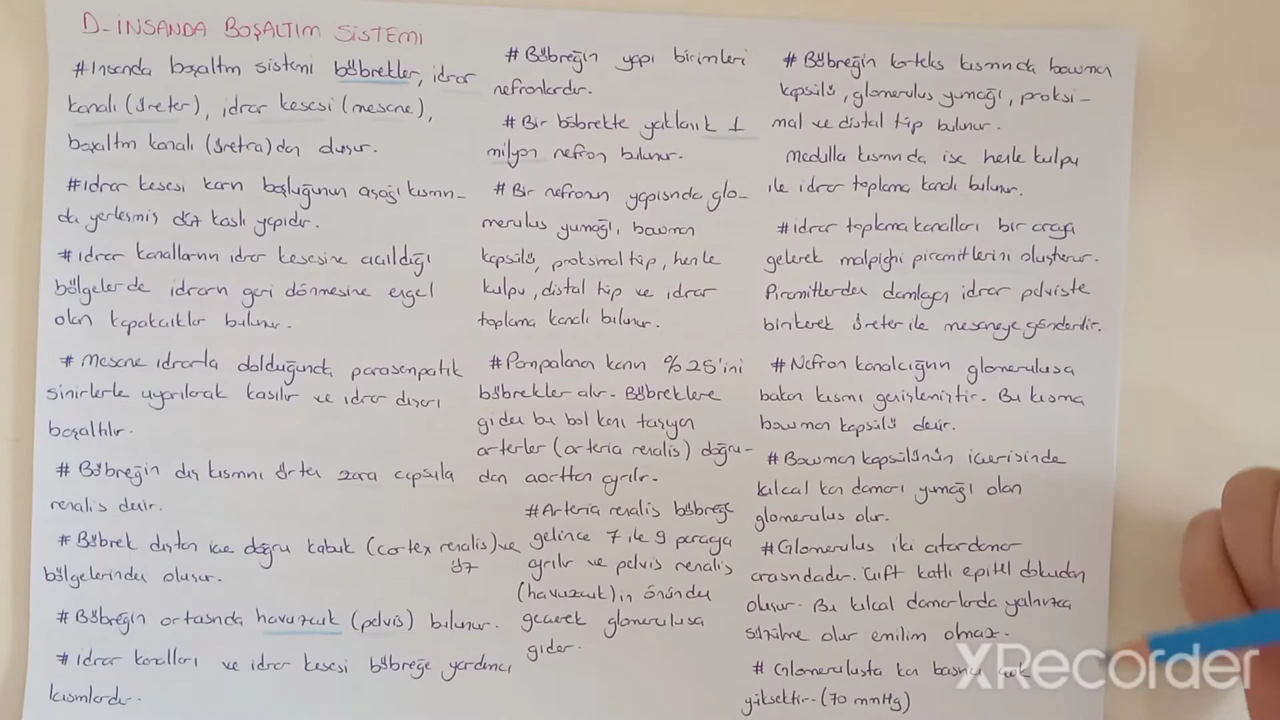 D- İNSANDA BOŞALTIM SİSTEMİ
#İnsanda boşaltım sistemi böbrekler, idrar
kanalı (üreter), idrar kesesi (mesane),
boşaltım kanalı (üretra)dan oluşur.
#İdrar kesesi karın boşluğunun aşağı kısmın-
da yerleşmiş düz kaslı yapıdır.
#İdrar kanallarının idrar kesesine açıldığı
bölgelerde idrarın geri dönmesine engel
olan kapakçıklar bulunur.
# Mesane idrarla dolduğunda parasempatik
sinirlerle uyarılarak kasılır ve idrar dışarı
boşaltılır.
# Böbreğin dış kısmını örten zara capsula
renalis denir.
# Böbrek dıştan içe doğru kabuk (cortex renalis) ve
öz
bölgelerinden oluşur.
# Böbreğin ortasında havuzcuk (pelvis) bulunur.
# İdrar kanalları ve idrar kesesi böbreğe yardımcı
kısımlardır.
# Böbreğin yapı birimleri
nefronlardır.
# Bir böbrekte yaklaşık 1
milyon nefron bulunur.
# Bir nefronun yapısında glo-
merulus yumağı, bowman
kapsülü, proksimal tüp, henle
kulpu, distal tüp ve idrar
toplama kanalı bulunur.
#Pompalanan kanın %25'ini
böbrekler alır. Böbreklere
giden bu bol kanı taşıyan
arterler (arteria renalis) doğru-
dan aorttan ayrılır.
#Arteria renalis böbreğe
gelince 7 ile 9 parçaya
ayrılır ve pelvis renalis
(havuzcuk)ın önünden
geçerek glomerulusa
gider.
# Böbreğin korteks kısmında bowman
kapsülü, glomerulus yumağı, proksi-
mal ve distal tüp bulunur.
Medulla kısmında ise henle kulpu
ile idrar toplama kanalı bulunur.
#İdrar toplama kanalları bir araya
gelerek malpighi piramitlerini oluşturur.
Piramitlerden damlayan idrar pelviste
birikerek üreter ile mesaneye gönderilir.
#Nefron kanalcığının glomerulusa
bakan kısmı genişlemiştir. Bu kısma
bowman kapsülü denir.
# Bowman kapsülünün içerisinde
kılcal kan damarı yumağı olan
glomerulus olur.
#Glomerulus iki atardamar
arasındadır. Çift katlı epitel dokudan
oluşur. Bu kılcal damarlarda yalnızca
süzülme olur emilim olmaz.
# Glomerulusta kan basıncı çok
yüksektir. (70 mmHg)
XRecorder